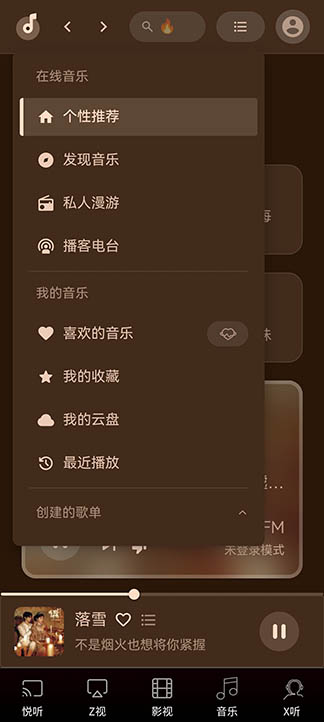 在线音乐
个性推荐
发现音乐
私人漫游
播客电台
我的音乐
喜欢的音乐
我的收藏
我的云盘
最近播放
创建的歌单
FM
未登录模式
落雪
不是烟火也想将你紧握
悦听
Z视
影视
音乐
X听